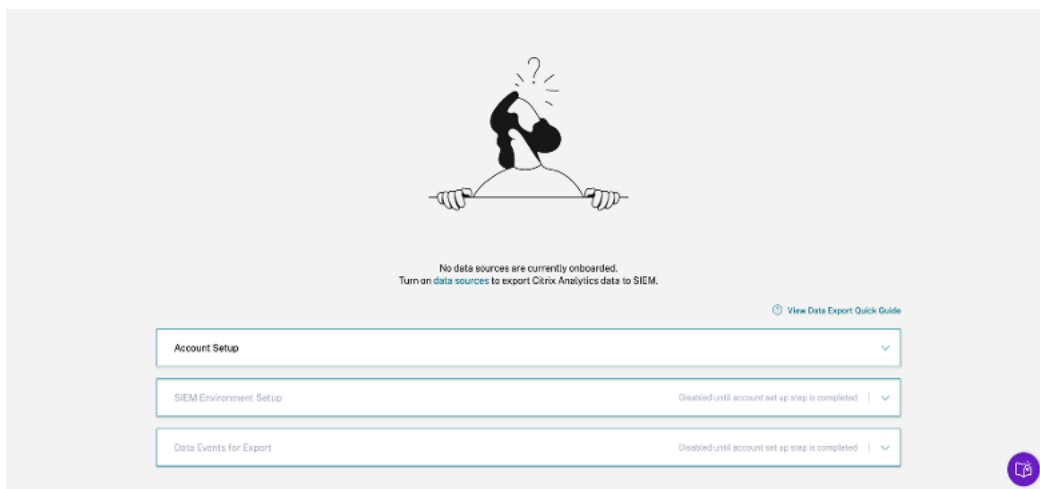 ?
No data sources are currently onboarded.
Turn on data sources to export Citrix Analytics data to SIEM.
? View Data Export Quick Guide
Account Setup
SIEM Environment Setup Disabled until account set up step is completed
Data Events for Export Disabled until account set up step is completed